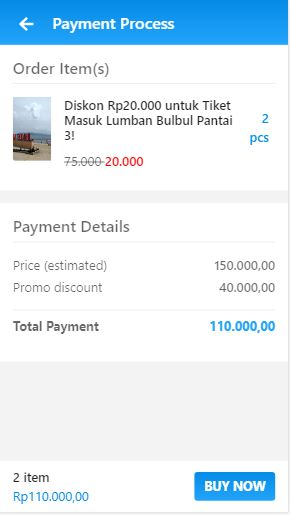 Payment Process
Order Item(s)
Diskon Rp20.000 untuk Tiket
Masuk Lumban Bulbul Pantai
3!
2
pcs
75.000 20.000
Payment Details
Price (estimated) 150.000,00
Promo discount 40.000,00
Total Payment 110.000,00
2 item
Rp110.000,00
BUY NOW